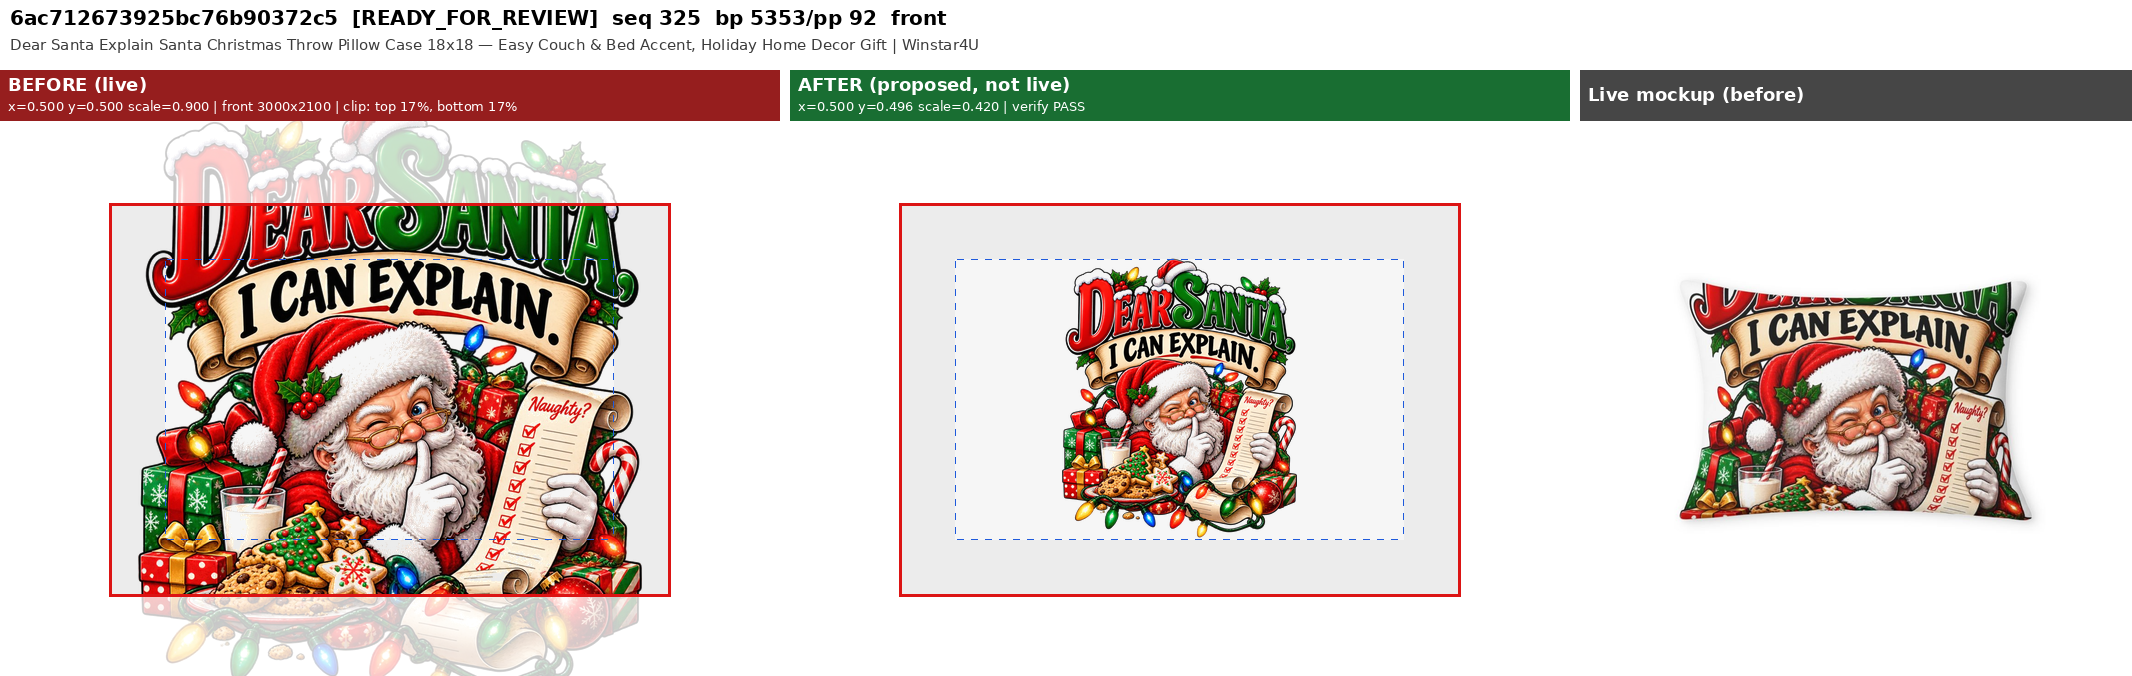 6ac712673925bc76b90372c5  [READY_FOR_REVIEW]  seq 325  bp 5353/pp 92  front
Dear Santa Explain Santa Christmas Throw Pillow Case 18x18 — Easy Couch & Bed Accent, Holiday Home Decor Gift | Winstar4U
BEFORE (live)
x=0.500 y=0.500 scale=0.900 | front 3000x2100 | clip: top 17%, bottom 17%
AFTER (proposed, not live)
x=0.500 y=0.496 scale=0.420 | verify PASS
Live mockup (before)
DEAR SANTA,
I CAN EXPLAIN.
Naughty?
DEAR SANTA,
I CAN EXPLAIN.
Naughty?
DEAR SANTA,
I CAN EXPLAIN.
Naughty?